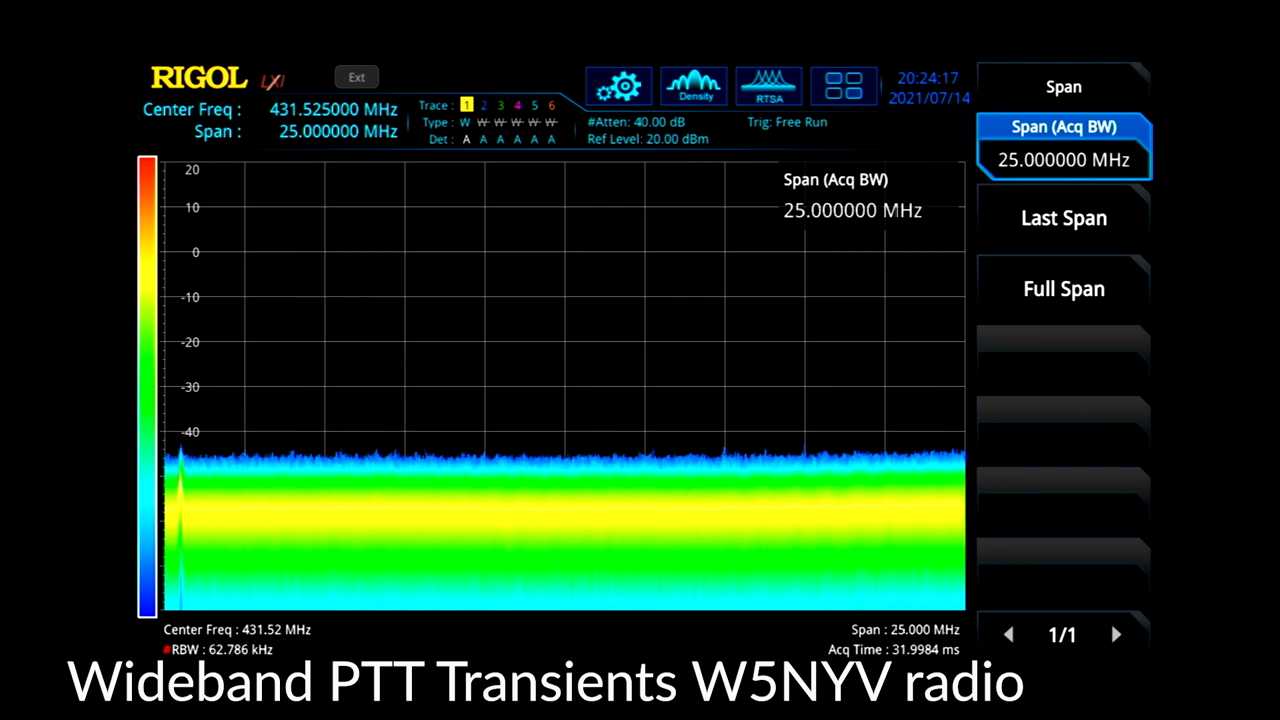 RIGOL LXI Ext
Center Freq : 431.525000 MHz
Span : 25.000000 MHz
Trace : 1 2 3 4 5 6
Type : W W W W W W
Det : A A A A A A
Density
RTSA
#Atten: 40.00 dB
Ref Level: 20.00 dBm
Trig: Free Run
20:24:17
2021/07/14
Span
Span (Acq BW)
25.000000 MHz
Last Span
Full Span
1/1
Span (Acq BW)
25.000000 MHz
20
10
0
-10
-20
-30
-40
Center Freq : 431.52 MHz
Span : 25.000 MHz
#RBW : 62.786 kHz
Acq Time : 31.9984 ms
Wideband PTT Transients W5NYV radio